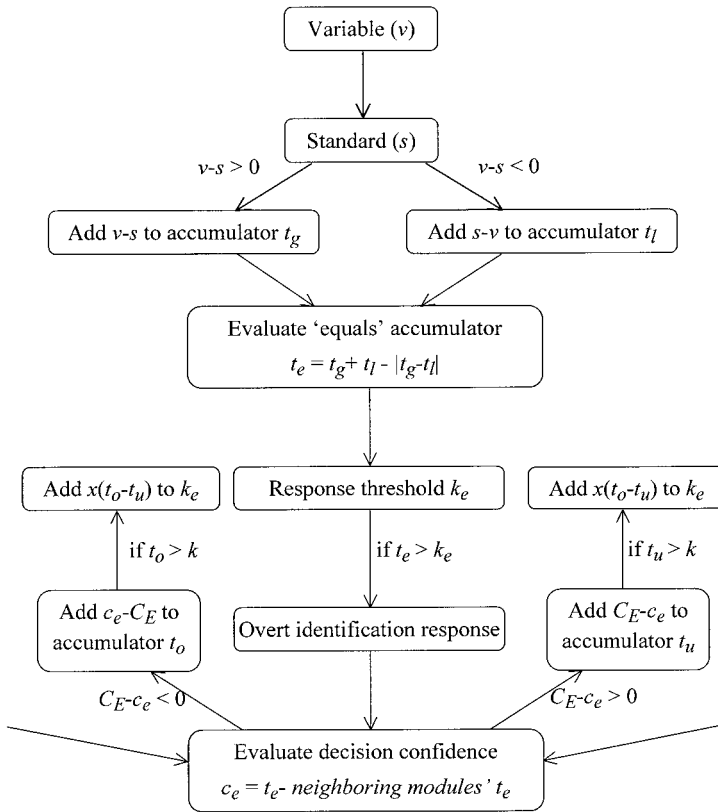 Variable (v)
Standard (s)
v-s > 0
v-s < 0
Add v-s to accumulator t_g
Add s-v to accumulator t_l
Evaluate ‘equals’ accumulator
t_e = t_g+ t_l - |t_g-t_l|
Add x(t_o-t_u) to k_e
Response threshold k_e
Add x(t_o-t_u) to k_e
if t_o > k
if t_e > k_e
if t_u > k
Add c_e-C_E to
accumulator t_o
Overt identification response
Add C_E-c_e to
accumulator t_u
C_E-c_e < 0
C_E-c_e > 0
Evaluate decision confidence
c_e = t_e- neighboring modules’ t_e